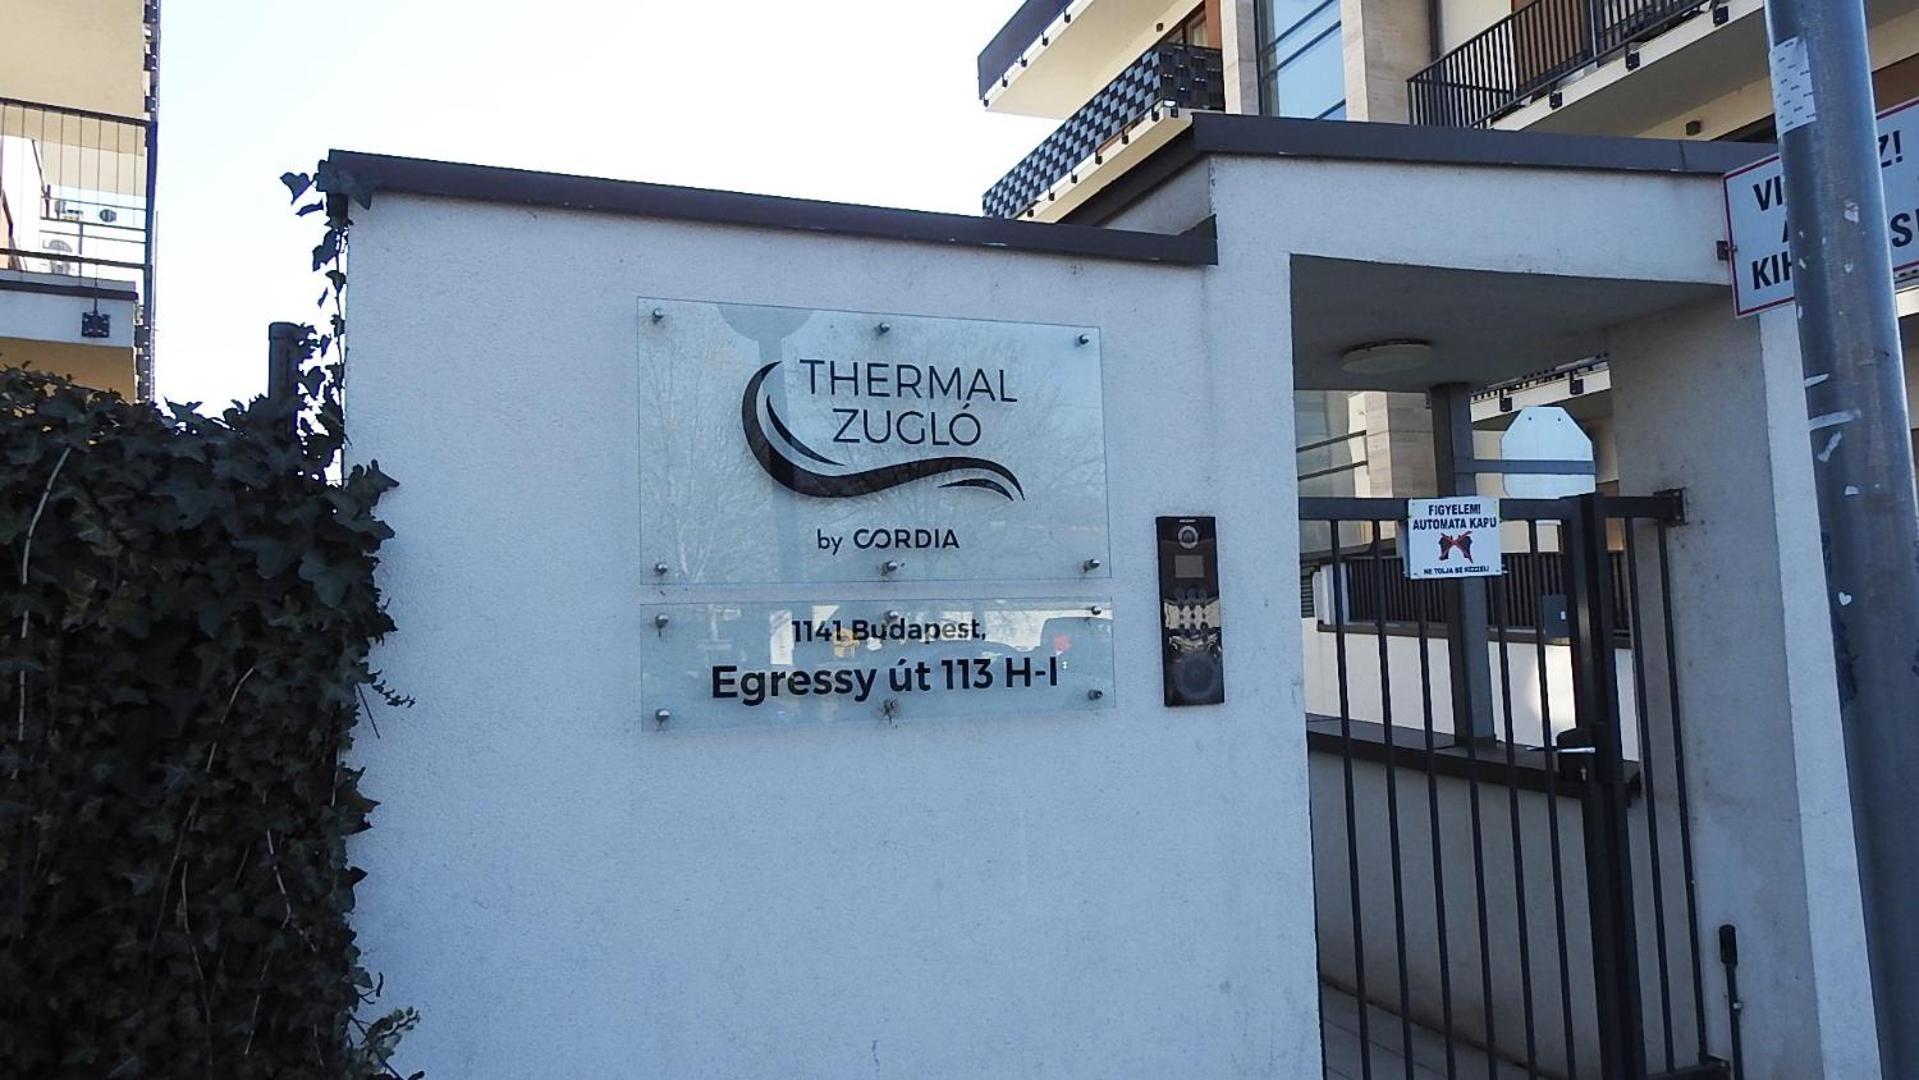 THERMAL
ZUGLÓ
by CORDIA
1141 Budapest,
Egressy út 113 H-I
FIGYELEM!
AUTOMATA KAPU
NE TOLJA BE KÉZZEL!